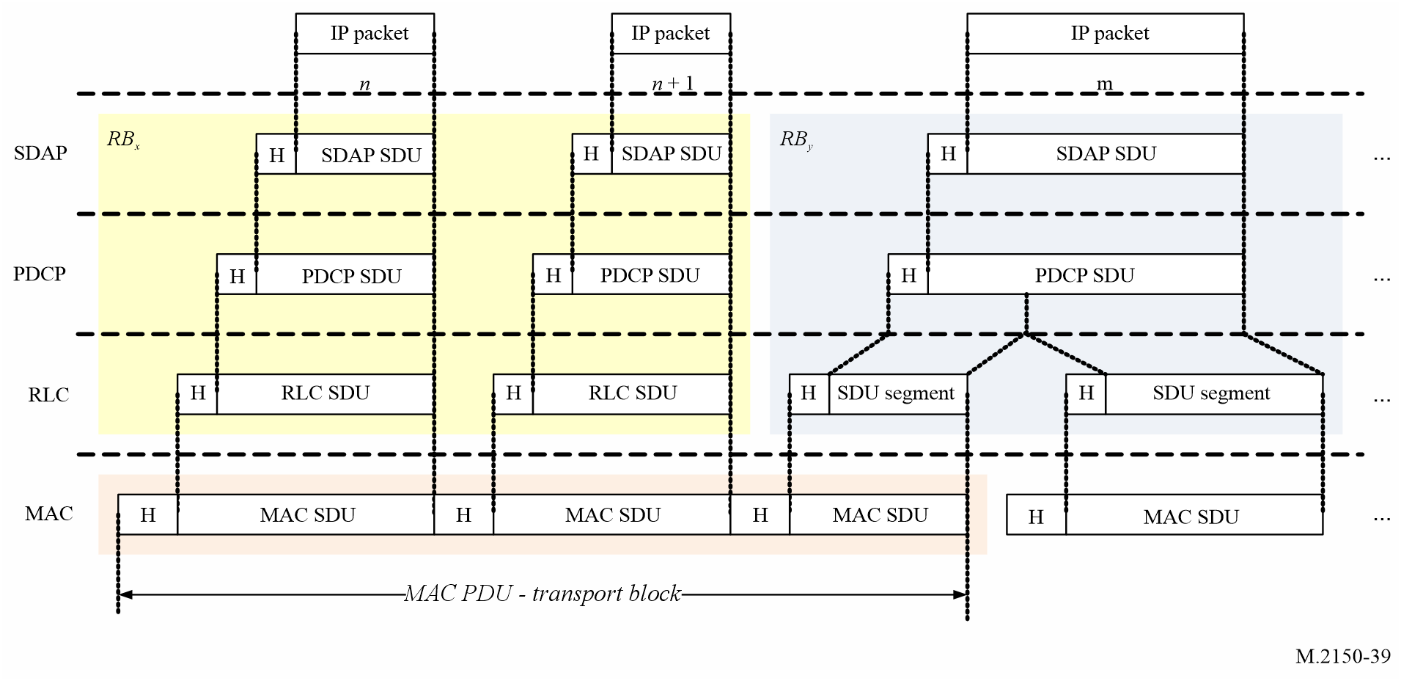 IP packet IP packet IP packet
n n + 1 m
RBx RBy
SDAP H SDAP SDU H SDAP SDU H SDAP SDU ...
PDCP H PDCP SDU H PDCP SDU H PDCP SDU ...
RLC H RLC SDU H RLC SDU H SDU segment H SDU segment ...
MAC H MAC SDU H MAC SDU H MAC SDU H MAC SDU ...
MAC PDU - transport block
M.2150-39